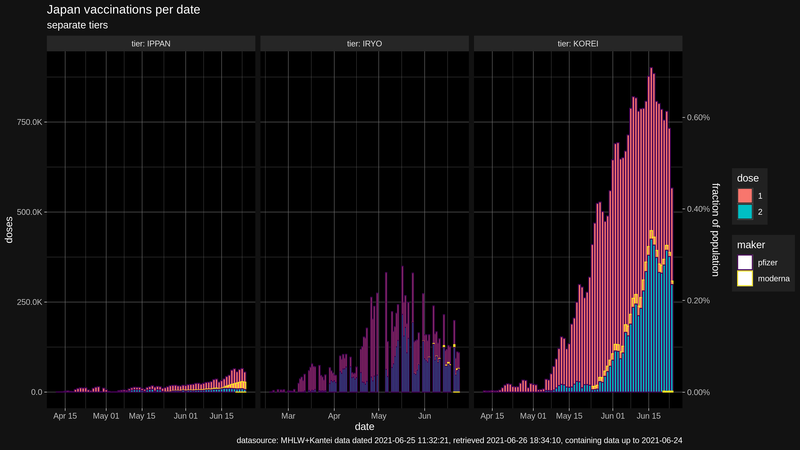 Japan vaccinations per date
separate tiers
tier: IPPAN
tier: IRYO
tier: KOREI
doses
750.0K
500.0K
250.0K
0.0
0.60%
0.40%
0.20%
0.00%
fraction of population
Apr 15
May 01
May 15
Jun 01
Jun 15
Mar
Apr
May
Jun
Apr 15
May 01
May 15
Jun 01
Jun 15
date
dose
1
2
maker
pfizer
moderna
datasource: MHLW+Kantei data dated 2021-06-25 11:32:21, retrieved 2021-06-26 18:34:10, containing data up to 2021-06-24